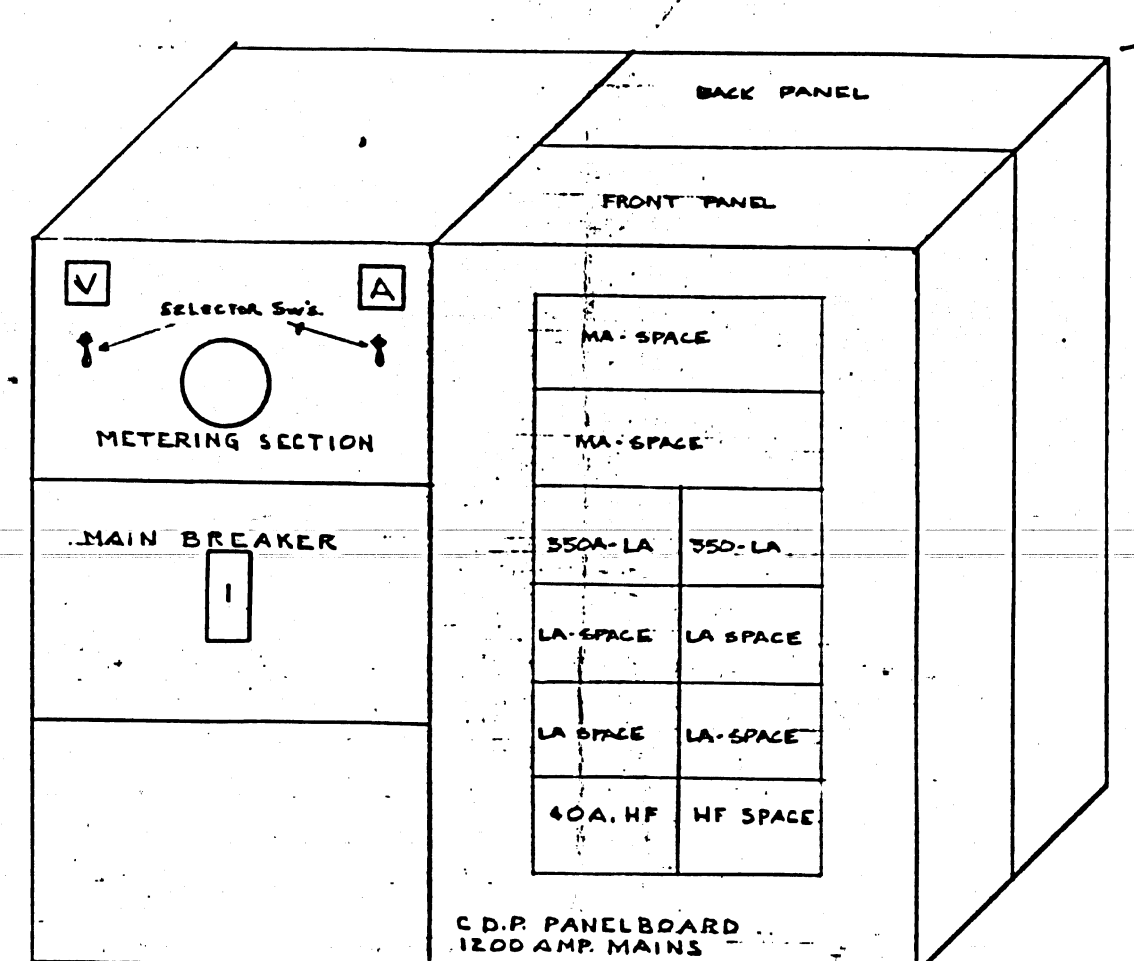 BACK PANEL
FRONT PANEL
V
A
SELECTOR SW'S.
METERING SECTION
MAIN BREAKER
MA-SPACE
MA-SPACE
350A-LA 350-LA
LA-SPACE LA SPACE
LA SPACE LA-SPACE
40A. HF HF SPACE
C.D.P. PANELBOARD
1200 AMP. MAINS